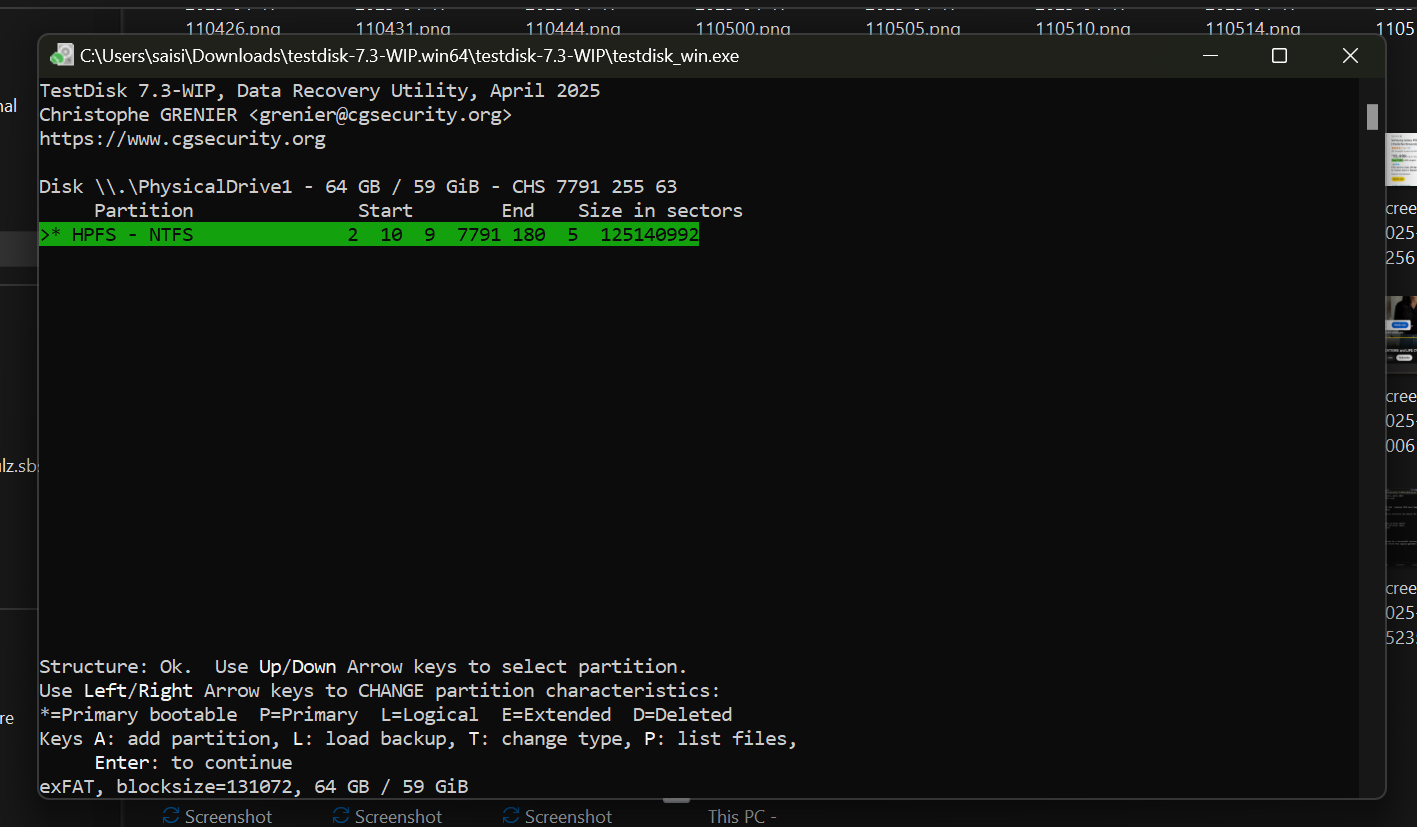 110426.png 110431.png 110444.png 110500.png 110505.png 110510.png 110514.png 1105
C:\Users\saisi\Downloads\testdisk-7.3-WIP.win64\testdisk-7.3-WIP\testdisk_win.exe
TestDisk 7.3-WIP, Data Recovery Utility, April 2025
Christophe GRENIER <grenier@cgsecurity.org>
https://www.cgsecurity.org
Disk \\.\PhysicalDrive1 - 64 GB / 59 GiB - CHS 7791 255 63
Partition Start End Size in sectors
>* HPFS - NTFS 2 10 9 7791 180 5 125140992
Structure: Ok. Use Up/Down Arrow keys to select partition.
Use Left/Right Arrow keys to CHANGE partition characteristics:
*=Primary bootable P=Primary L=Logical E=Extended D=Deleted
Keys A: add partition, L: load backup, T: change type, P: list files,
Enter: to continue
exFAT, blocksize=131072, 64 GB / 59 GiB
nal
lz.sb
re
cree
025-
256
cree
025-
006
cree
025-
523
Screenshot Screenshot Screenshot This PC -